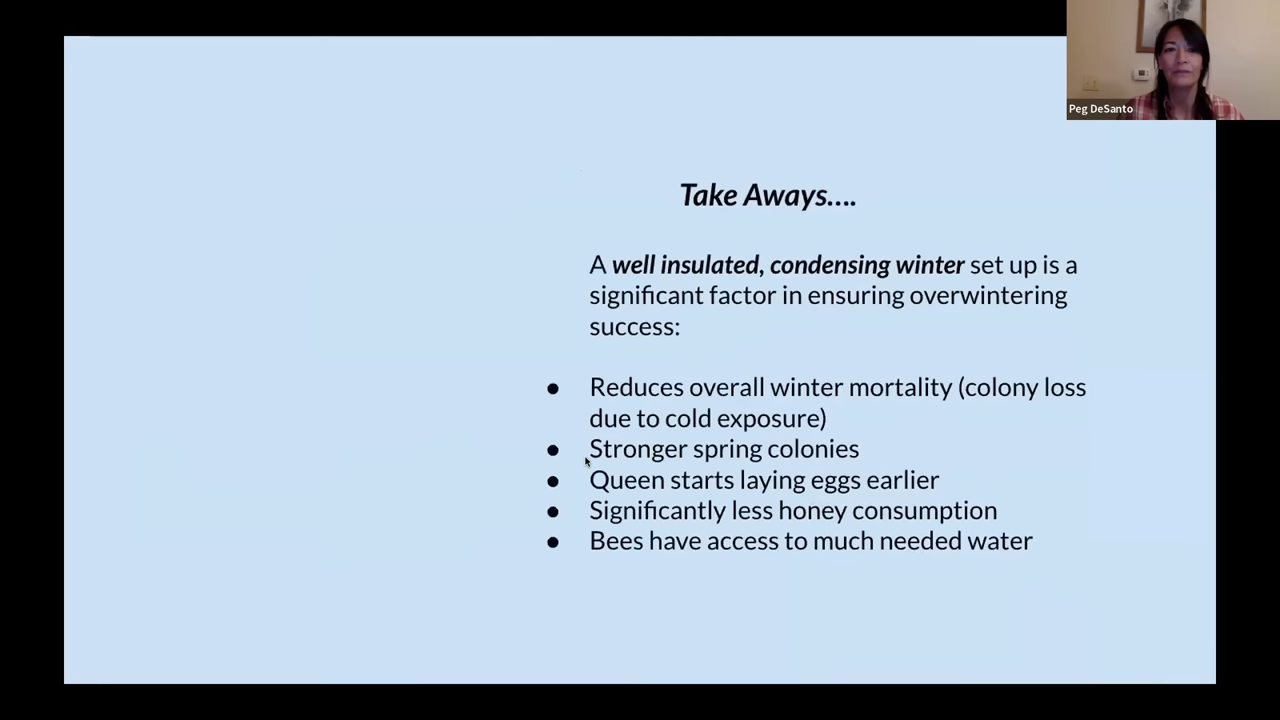 Peg DeSanto
Take Aways....
A well insulated, condensing winter set up is a
significant factor in ensuring overwintering
success:
● Reduces overall winter mortality (colony loss
due to cold exposure)
● Stronger spring colonies
● Queen starts laying eggs earlier
● Significantly less honey consumption
● Bees have access to much needed water